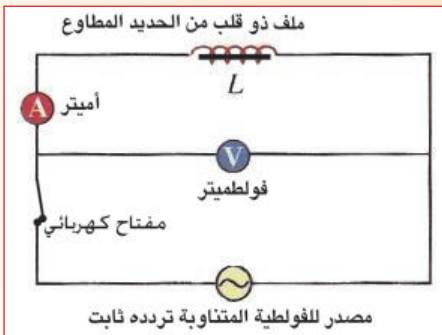 ملف ذو قلب من الحديد المطاوع
L
A
أميتر
V
فولطميتر
مفتاح كهربائي
مصدر للفولطية المتناوبة تردده ثابت